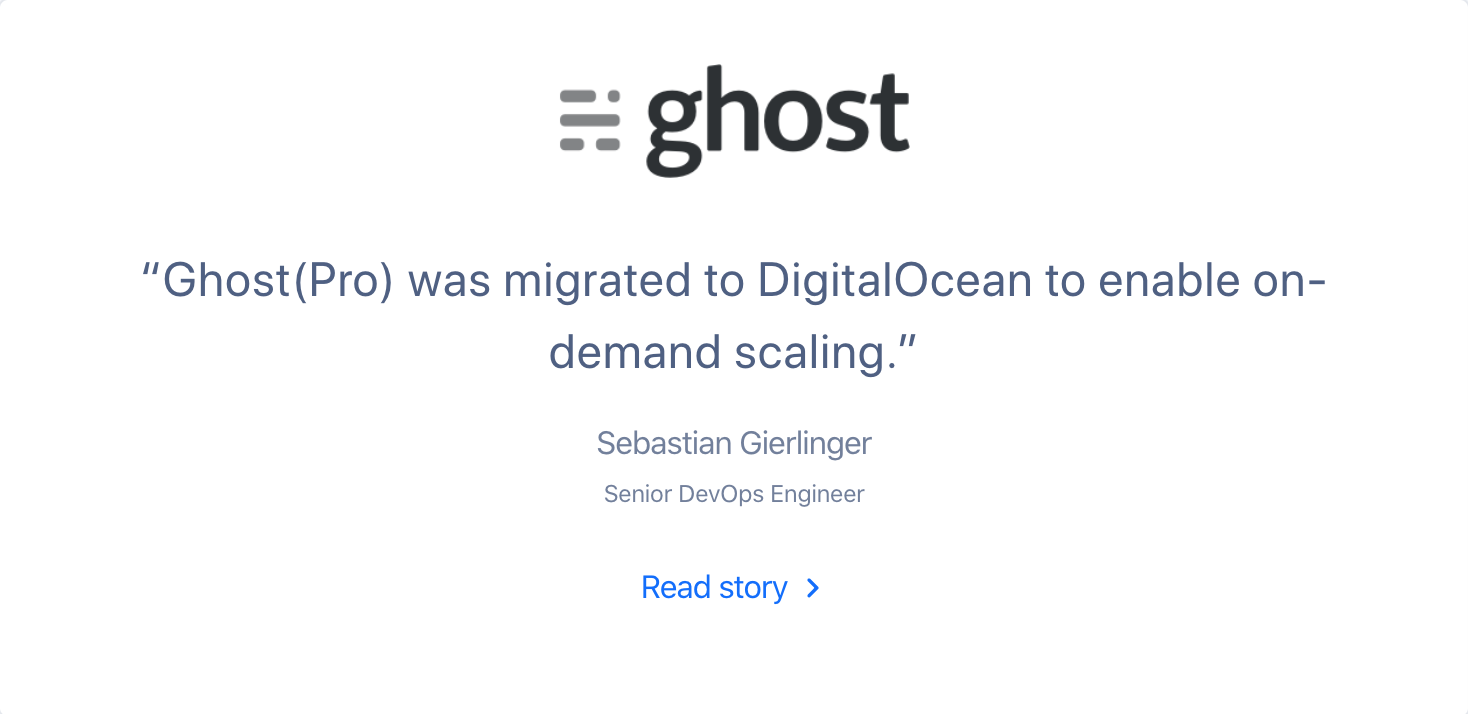 ghost
“Ghost(Pro) was migrated to DigitalOcean to enable on-
demand scaling.”
Sebastian Gierlinger
Senior DevOps Engineer
Read story